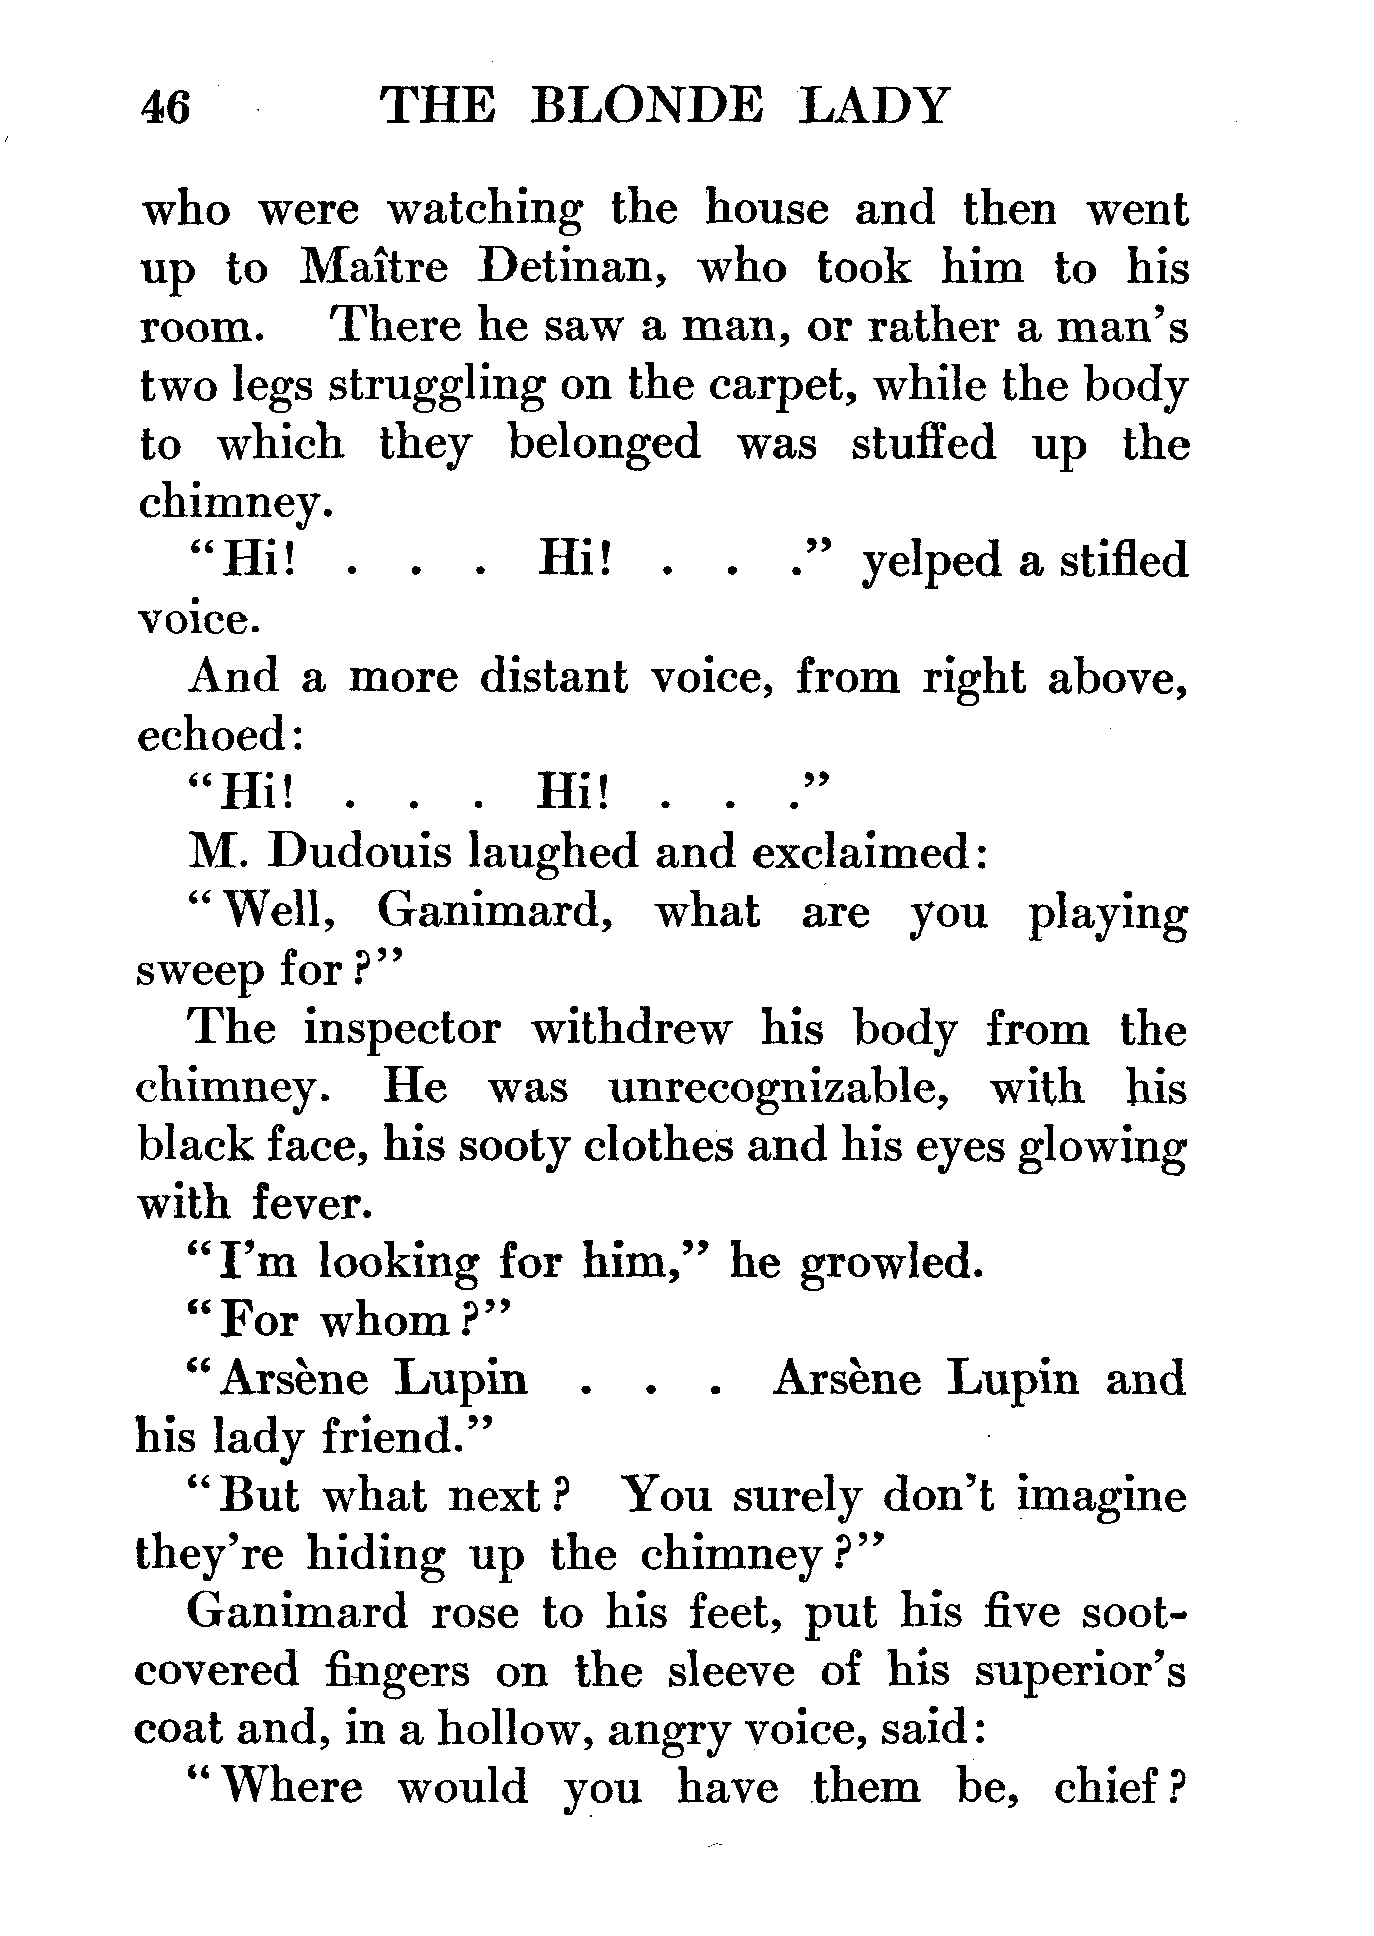 46 THE BLONDE LADY
who were watching the house and then went
up to Maître Detinan, who took him to his
room. There he saw a man, or rather a man's
two legs struggling on the carpet, while the body
to which they belonged was stuffed up the
chimney.
"Hi! . . . Hi! . . ." yelped a stifled
voice.
And a more distant voice, from right above,
echoed:
"Hi! . . . Hi! . . ."
M. Dudouis laughed and exclaimed:
"Well, Ganimard, what are you playing
sweep for?"
The inspector withdrew his body from the
chimney. He was unrecognizable, with his
black face, his sooty clothes and his eyes glowing
with fever.
"I'm looking for him," he growled.
"For whom?"
"Arsène Lupin . . . Arsène Lupin and
his lady friend."
"But what next? You surely don't imagine
they're hiding up the chimney?"
Ganimard rose to his feet, put his five soot-
covered fingers on the sleeve of his superior's
coat and, in a hollow, angry voice, said:
"Where would you have them be, chief?